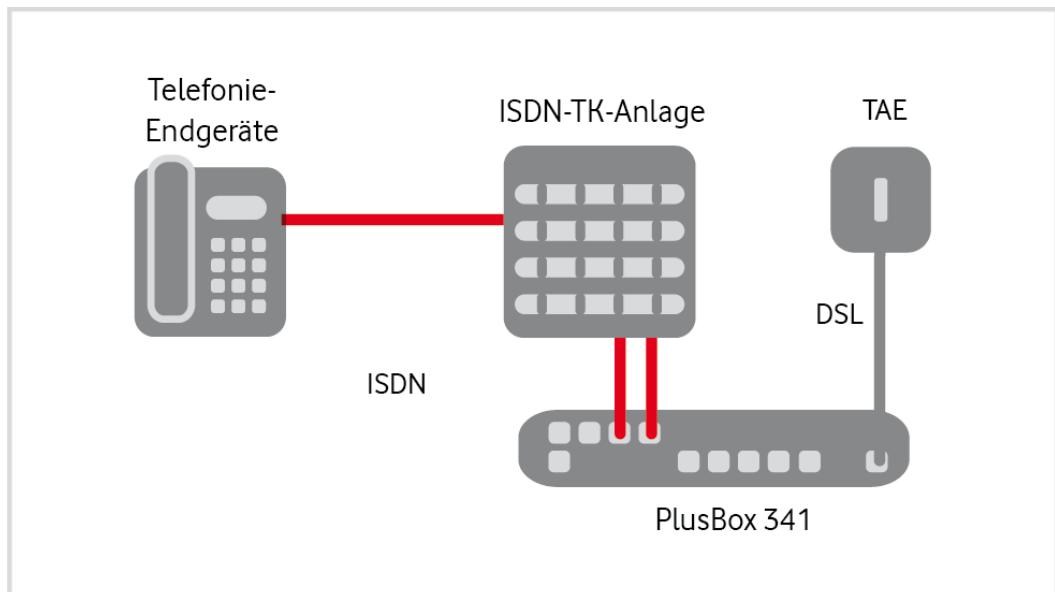 Telefonie-
Endgeräte
ISDN-TK-Anlage
TAE
DSL
ISDN
PlusBox 341